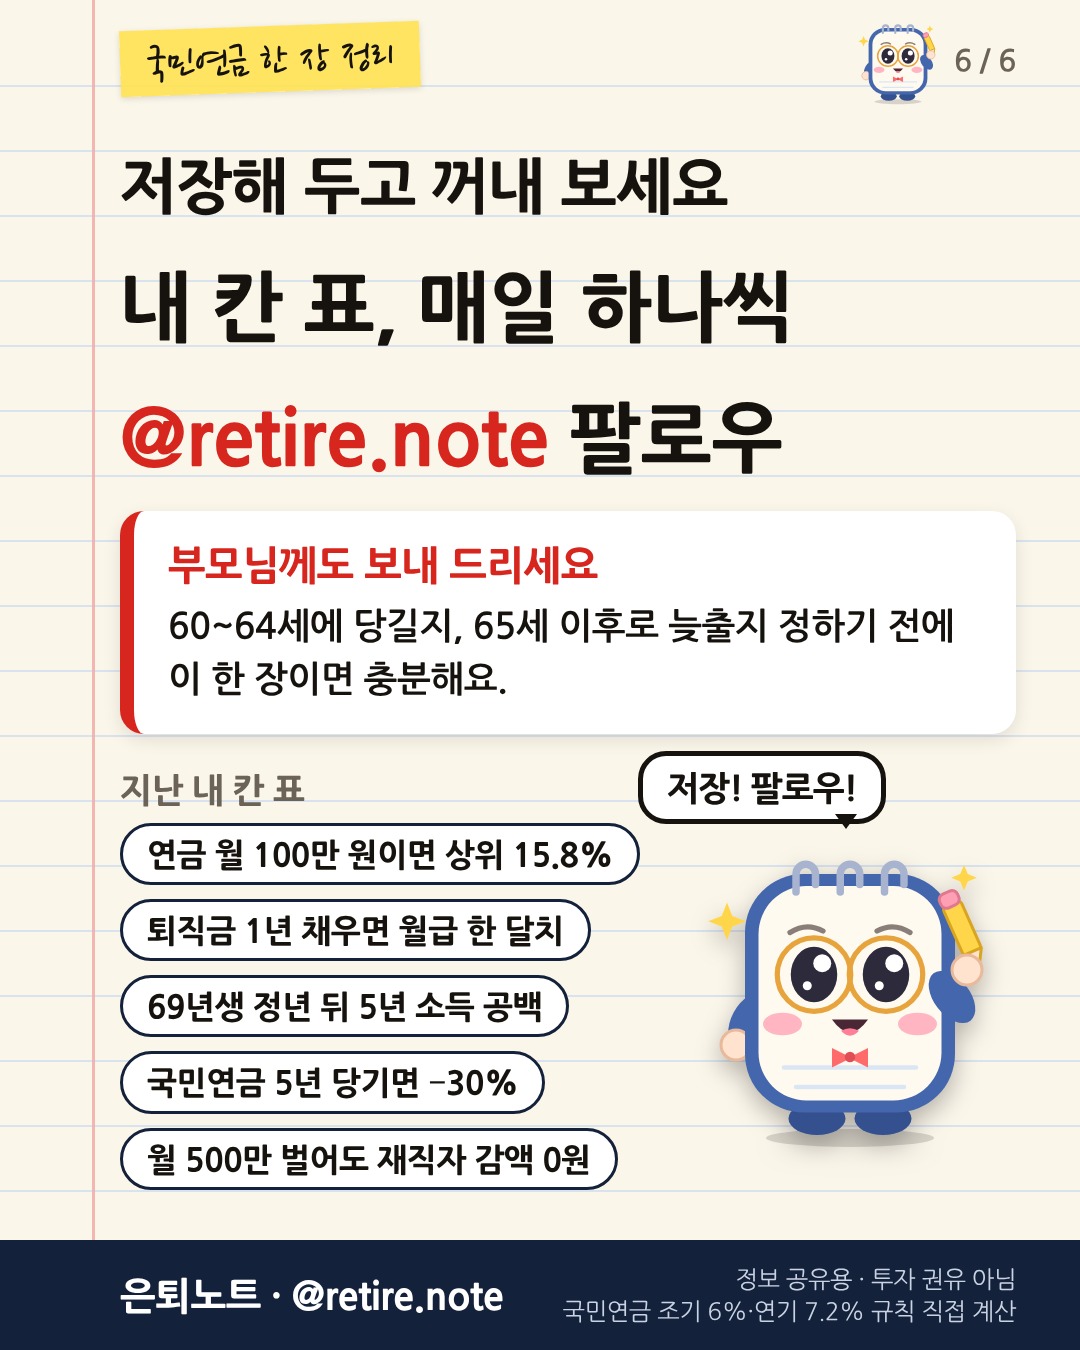 국민연금 한 장 정리
6 / 6
저장해 두고 꺼내 보세요
내 칸 표, 매일 하나씩
@retire.note 팔로우
부모님께도 보내 드리세요
60~64세에 당길지, 65세 이후로 늦출지 정하기 전에
이 한 장이면 충분해요.
지난 내 칸 표
저장! 팔로우!
연금 월 100만 원이면 상위 15.8%
퇴직금 1년 채우면 월급 한 달치
69년생 정년 뒤 5년 소득 공백
국민연금 5년 당기면 −30%
월 500만 벌어도 재직자 감액 0원
은퇴노트 · @retire.note
정보 공유용 · 투자 권유 아님
국민연금 조기 6%·연기 7.2% 규칙 직접 계산